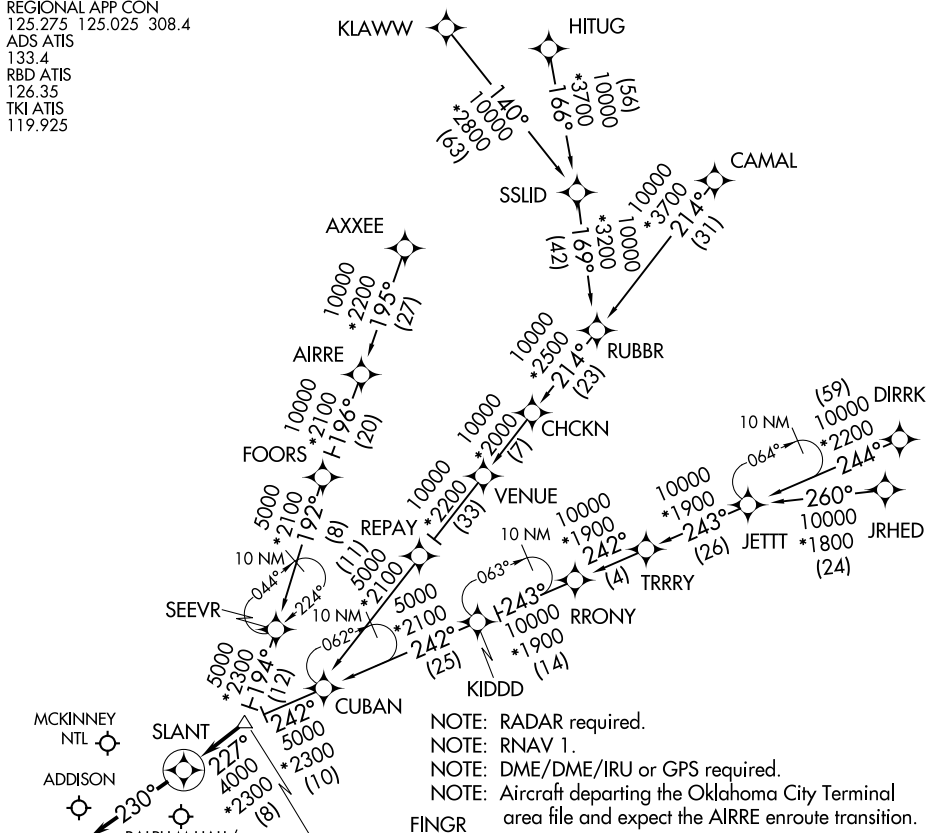 REGIONAL APP CON
125.275 125.025 308.4
ADS ATIS
133.4
RBD ATIS
126.35
TKI ATIS
119.925
KLAWW
HITUG
140°
10000
*2800
(63)
(56)
10000
*3700
166°
CAMAL
SSLID
10000
*3700
214°
(31)
10000
*3200
169°
(42)
AXXEE
10000
*2200
195°
(27)
RUBBR
10000
*2500
214°
(23)
AIRRE
10000
*2100
196°
(20)
CHCKN
10000
*2000
(7)
(59)
DIRRK
10000
*2200
244°
10 NM
064°
FOORS
VENUE
10000
*2200
(33)
5000
*2100
192°
(8)
REPAY
10 NM
063°
10000
*1900
242°
(4)
10000
*1900
243°
(26)
JETTT
260°
10000
*1800
(24)
JRHED
TRRRY
10 NM
044°
224°
(11)
5000
*2100
SEEVR
10 NM
062°
5000
*2100
242°
(25)
243°
10000
*1900
(14)
RRONY
KIDDD
5000
*2300
194°
(12)
CUBAN
242°
5000
*2300
(10)
MCKINNEY
NTL
SLANT
227°
4000
*2300
(8)
ADDISON
230°
NOTE: RADAR required.
NOTE: RNAV 1.
NOTE: DME/DME/IRU or GPS required.
NOTE: Aircraft departing the Oklahoma City Terminal
area file and expect the AIRRE enroute transition.
FINGR